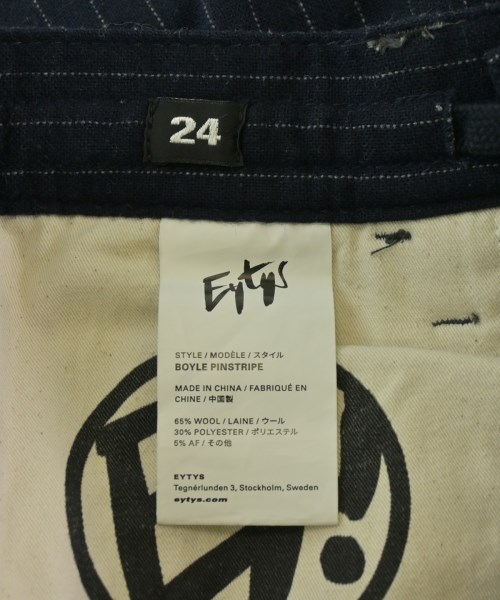 24
Eytys
STYLE / MODÈLE / スタイル
BOYLE PINSTRIPE
MADE IN CHINA / FABRIQUÉ EN
CHINE / 中国製
65% WOOL / LAINE / ウール
30% POLYESTER / ポリエステル
5% AF / その他
EYTYS
Tegnérlunden 3, Stockholm, Sweden
eytys.com